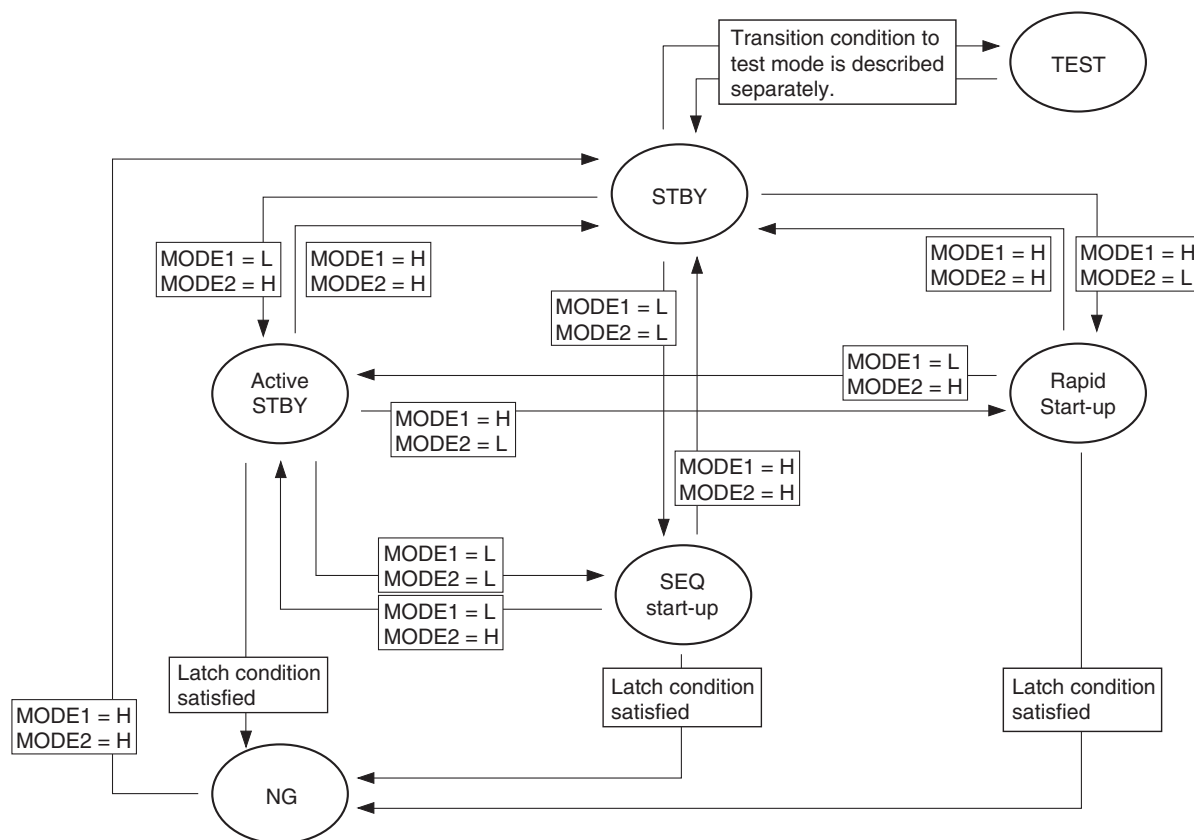 Transition condition to
test mode is described
separately.
TEST
STBY
MODE1 = L
MODE2 = H
MODE1 = H
MODE2 = H
MODE1 = L
MODE2 = L
MODE1 = H
MODE2 = H
MODE1 = H
MODE2 = L
Active
STBY
MODE1 = L
MODE2 = H
Rapid
Start-up
MODE1 = H
MODE2 = L
MODE1 = H
MODE2 = H
MODE1 = L
MODE2 = L
SEQ
start-up
MODE1 = L
MODE2 = H
Latch condition
satisfied
Latch condition
satisfied
Latch condition
satisfied
MODE1 = H
MODE2 = H
NG